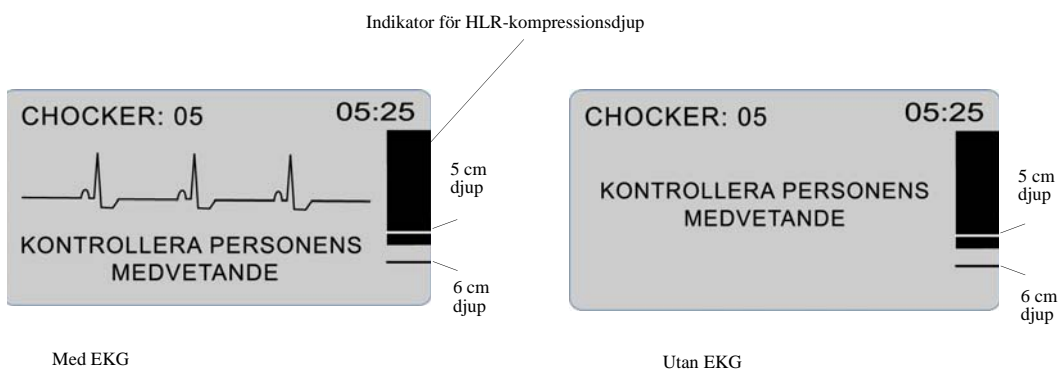 Indikator för HLR-kompressionsdjup
CHOCKER: 05 05:25
5 cm
djup
KONTROLLERA PERSONENS
MEDVETANDE
6 cm
djup
Med EKG
CHOCKER: 05 05:25
KONTROLLERA PERSONENS
MEDVETANDE
5 cm
djup
6 cm
djup
Utan EKG